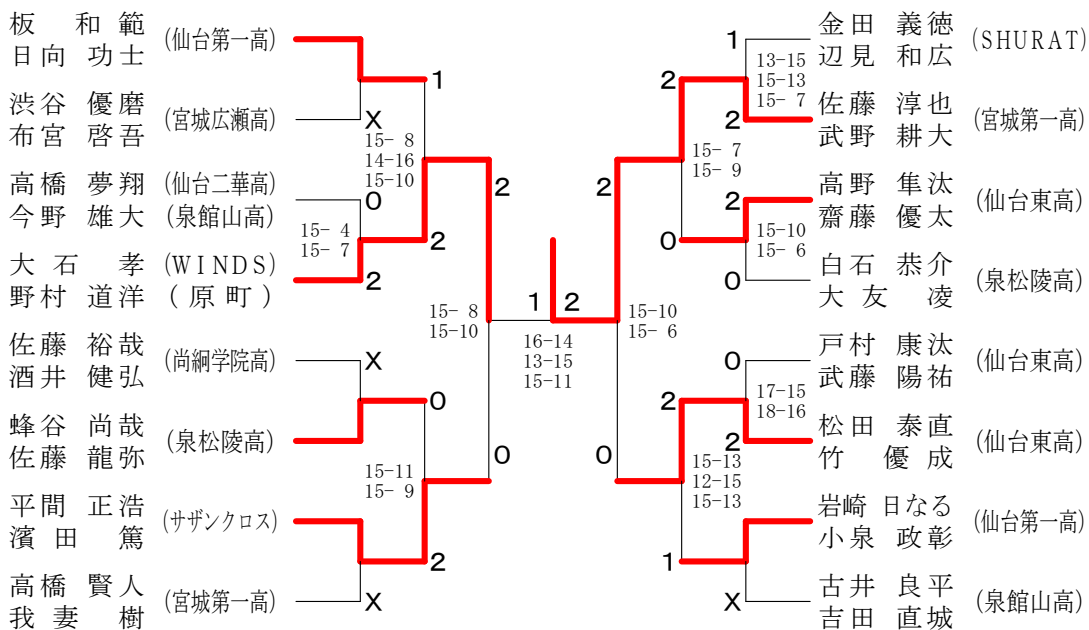 板 和範
日向 功士
(仙台第一高)
1
渋谷 優磨
布宮 啓吾
(宮城広瀬高)
X
15- 8
14-16
15-10
高橋 夢翔 (仙台二華高)
今野 雄大 (泉館山高)
0
15- 4
15- 7
2
大石 孝 (WINDS)
野村 道洋 (原町)
2
2
15- 8
15-10
佐藤 裕哉
酒井 健弘
(尚絅学院高)
X
0
蜂谷 尚哉
佐藤 龍弥
(泉松陵高)
15-11
15- 9
0
平間 正浩
濱田 篤
(サザンクロス)
2
高橋 賢人
我妻 樹
(宮城第一高)
X
1 2
16-14
13-15
15-11
金田 義徳
辺見 和広
(SHURAT)
1
13-15
15-13
15- 7
2
佐藤 淳也
武野 耕大
(宮城第一高)
2
15- 7
15- 9
2
高野 隼汰
齋藤 優太
(仙台東高)
2
15-10
15- 6
0
白石 恭介
大友 凌
(泉松陵高)
0
15-10
15- 6
戸村 康汰
武藤 陽祐
(仙台東高)
0
17-15
18-16
2
松田 泰直
竹 優成
(仙台東高)
2
15-13
12-15
15-13
0
岩崎 日なる
小泉 政彰
(仙台第一高)
1
古井 良平
吉田 直城
(泉館山高)
X